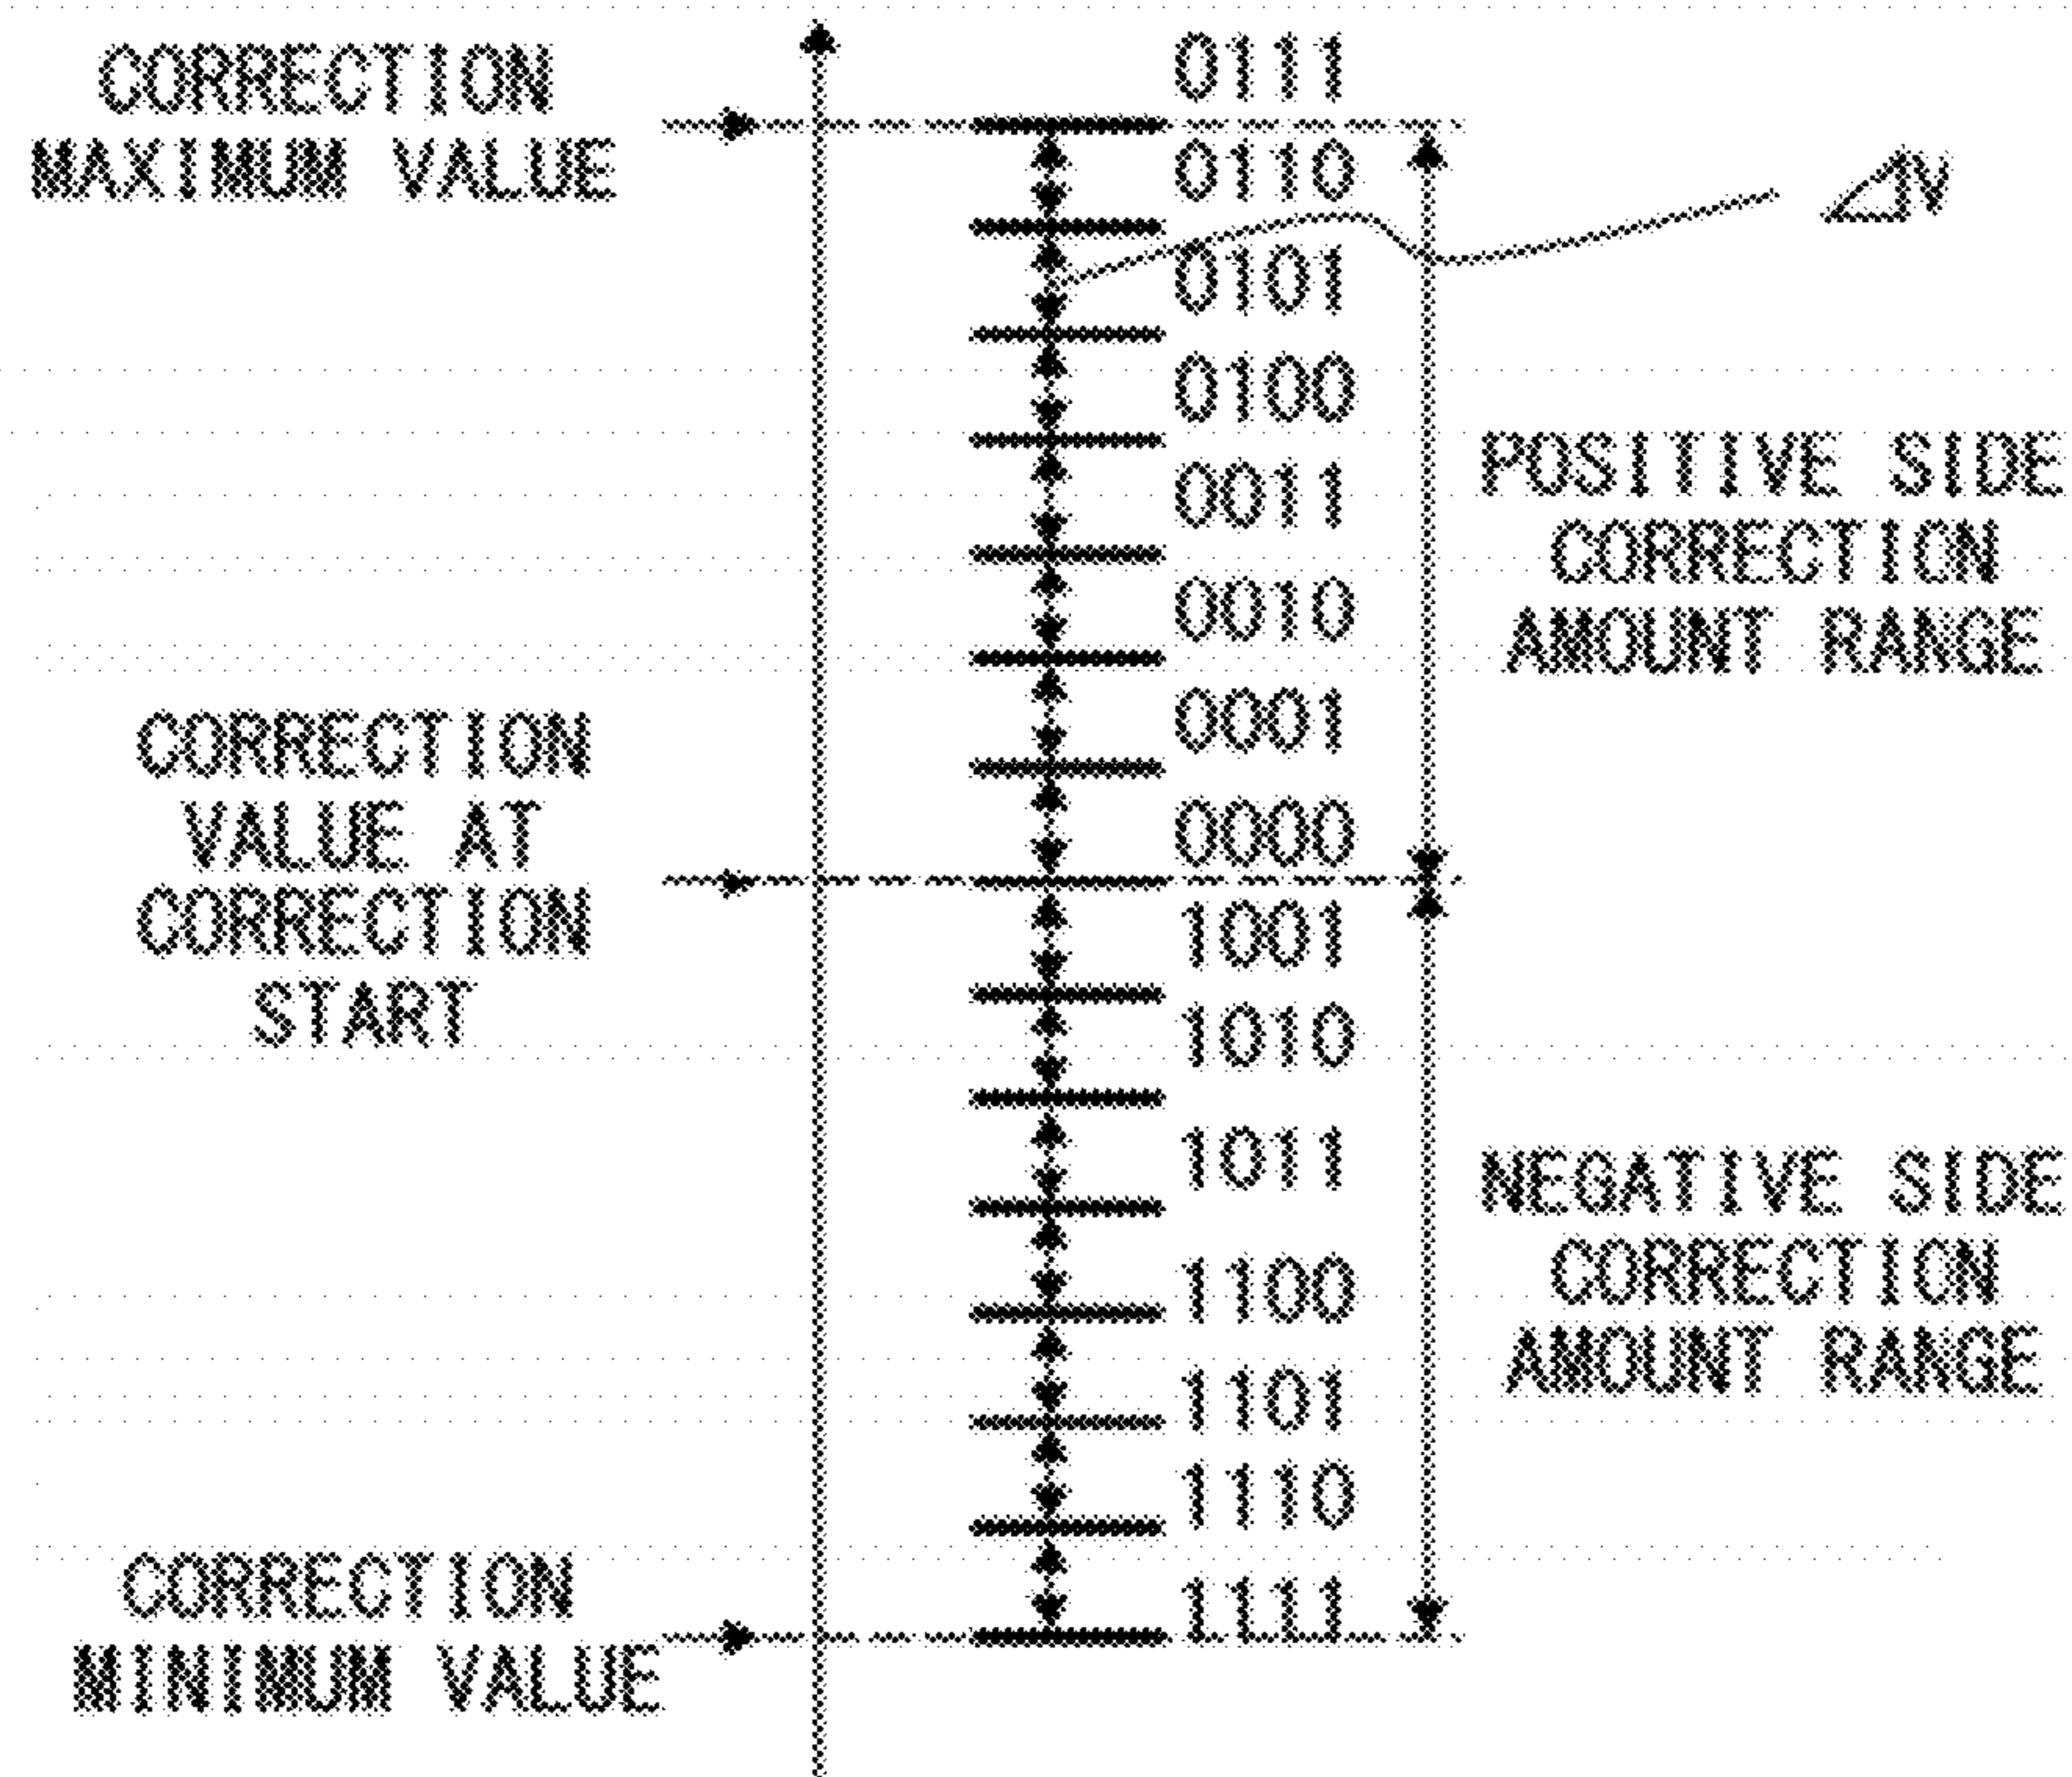 CORRECTION
MAXIMUM VALUE
0111
0110
⊿V
0101
0100
0011
POSITIVE SIDE
CORRECTION
AMOUNT RANGE
0010
0001
CORRECTION
VALUE AT
CORRECTION
START
0000
1001
1010
1011
NEGATIVE SIDE
CORRECTION
AMOUNT RANGE
1100
1101
1110
1111
CORRECTION
MINIMUM VALUE